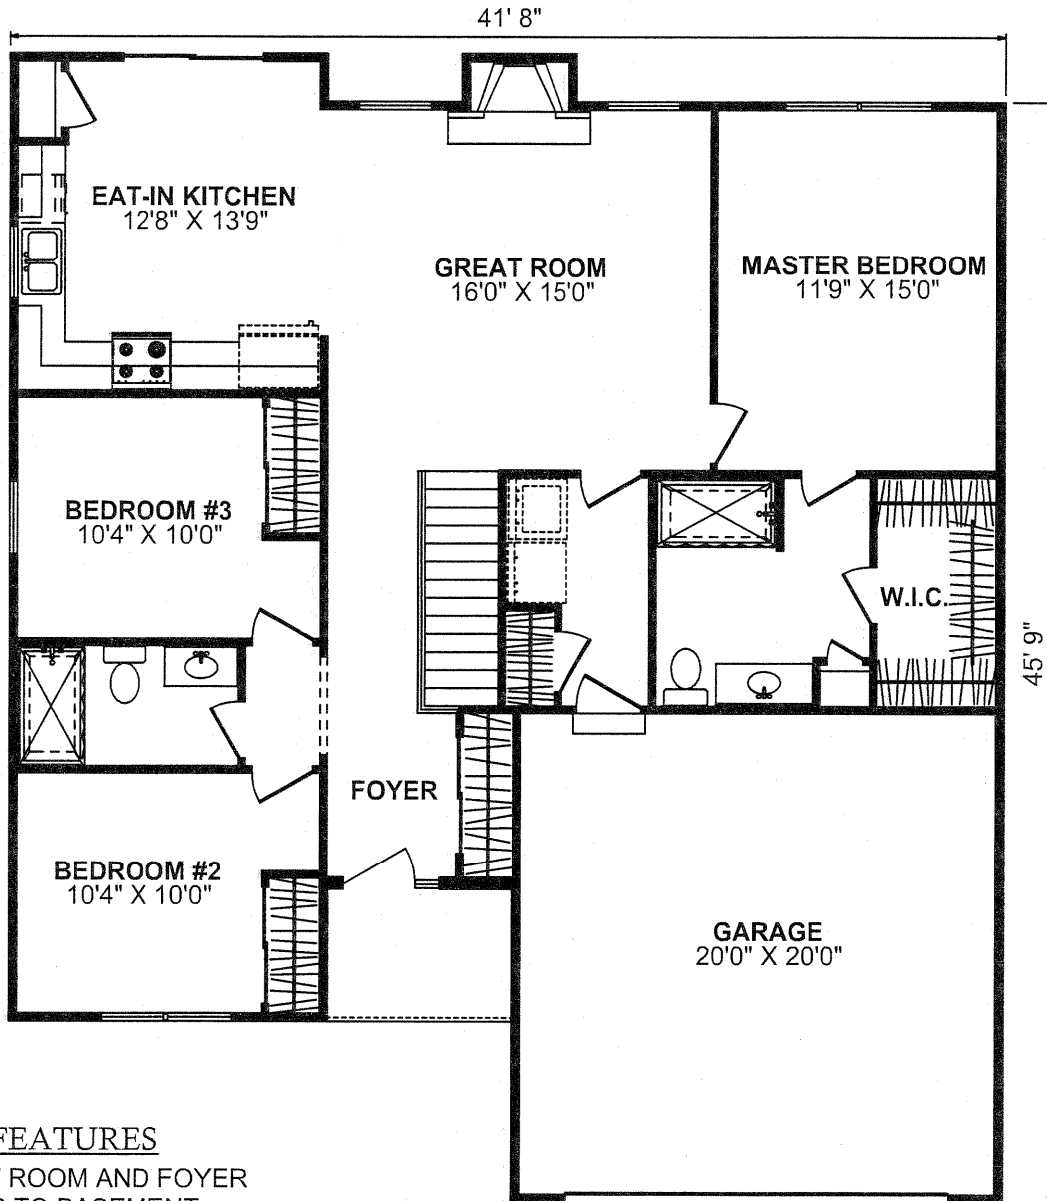 41' 8"
EAT-IN KITCHEN
12'8" X 13'9"
GREAT ROOM
16'0" X 15'0"
MASTER BEDROOM
11'9" X 15'0"
BEDROOM #3
10'4" X 10'0"
W.I.C.
45' 9"
FOYER
BEDROOM #2
10'4" X 10'0"
GARAGE
20'0" X 20'0"
FEATURES
ROOM AND FOYER
TO BASEMENT